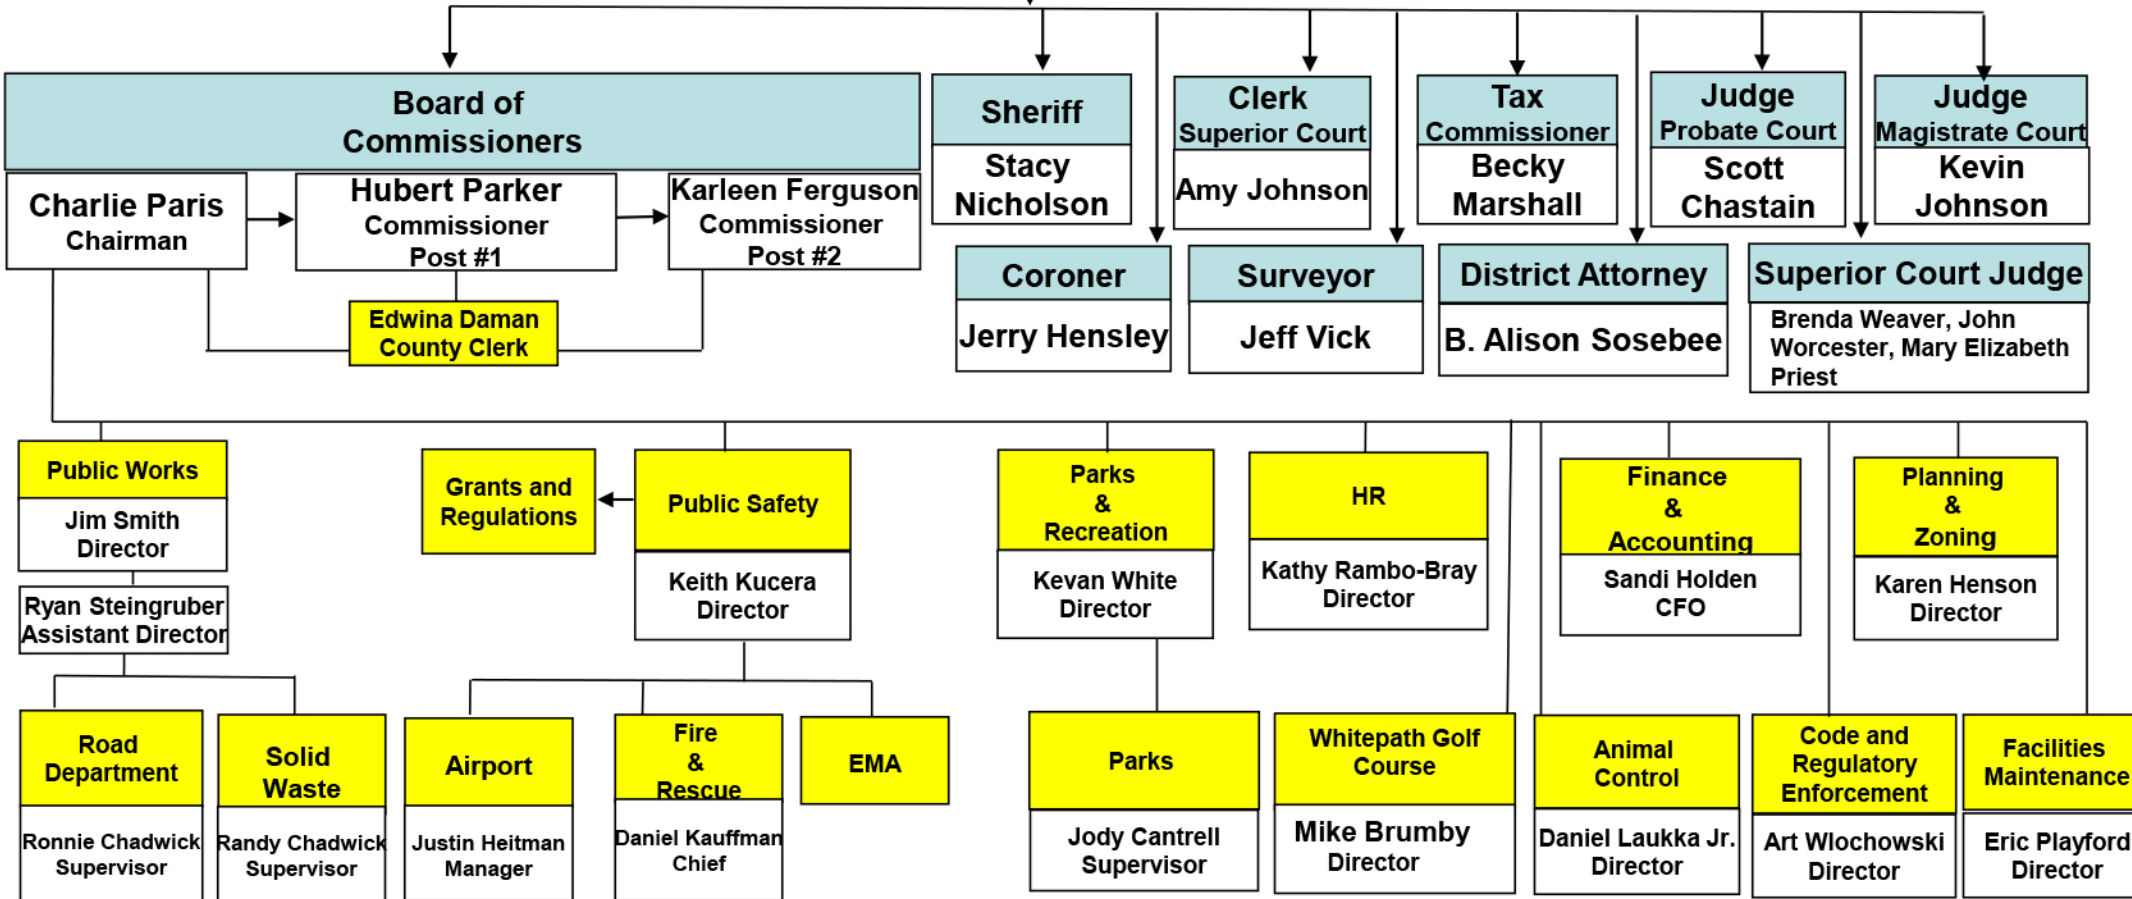 Board of
Commissioners
Charlie Paris
Chairman
Hubert Parker
Commissioner
Post #1
Karleen Ferguson
Commissioner
Post #2
Edwina Daman
County Clerk
Sheriff
Stacy
Nicholson
Clerk
Superior Court
Amy Johnson
Tax
Commissioner
Becky
Marshall
Judge
Probate Court
Scott
Chastain
Judge
Magistrate Court
Kevin
Johnson
Coroner
Jerry Hensley
Surveyor
Jeff Vick
District Attorney
B. Alison Sosebee
Superior Court Judge
Brenda Weaver, John
Worcester, Mary Elizabeth
Priest
Public Works
Jim Smith
Director
Ryan Steingruber
Assistant Director
Grants and
Regulations
Public Safety
Keith Kucera
Director
Parks
&
Recreation
Kevan White
Director
HR
Kathy Rambo-Bray
Director
Finance
&
Accounting
Sandi Holden
CFO
Planning
&
Zoning
Karen Henson
Director
Road
Department
Ronnie Chadwick
Supervisor
Solid
Waste
Randy Chadwick
Supervisor
Airport
Justin Heitman
Manager
Fire
&
Rescue
Daniel Kauffman
Chief
EMA
Parks
Jody Cantrell
Supervisor
Whitepath Golf
Course
Mike Brumby
Director
Animal
Control
Daniel Laukka Jr.
Director
Code and
Regulatory
Enforcement
Art Wlochowski
Director
Facilities
Maintenance
Eric Playford
Director